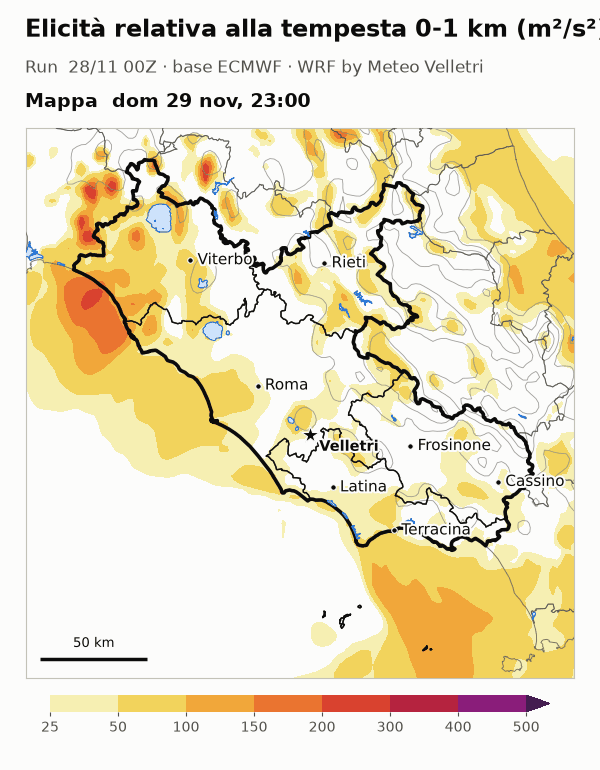 Elicità relativa alla tempesta 0-1 km (m²/s²)
Run 28/11 00Z · base ECMWF · WRF by Meteo Velletri
Mappa dom 29 nov, 23:00
Viterbo
Rieti
Roma
Velletri
Frosinone
Latina
Cassino
Terracina
50 km
25 50 100 150 200 300 400 500